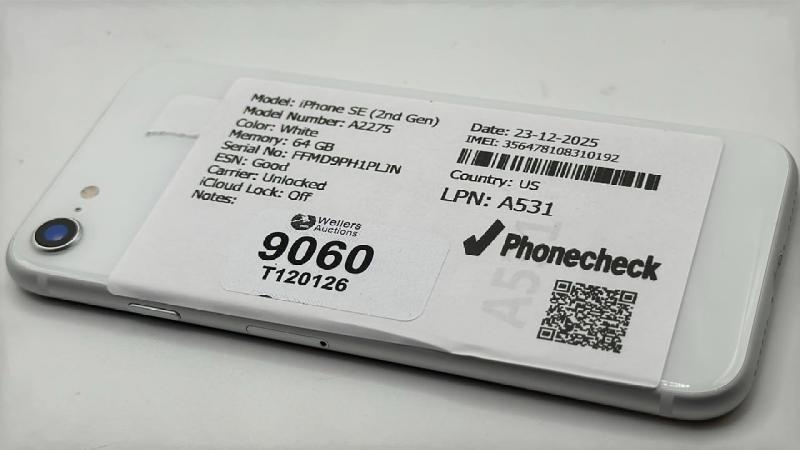 Model: iPhone SE (2nd Gen)
Model Number: A2275
Color: White
Memory: 64 GB
Serial No: FFMD9PH1PLJN
ESN: Good
Carrier: Unlocked
iCloud Lock: Off
Notes:
Wellers
Auctions
9060
T120126
Date: 23-12-2025
IMEI: 356478108310192
Country: US
LPN: A531
Phonecheck
A531